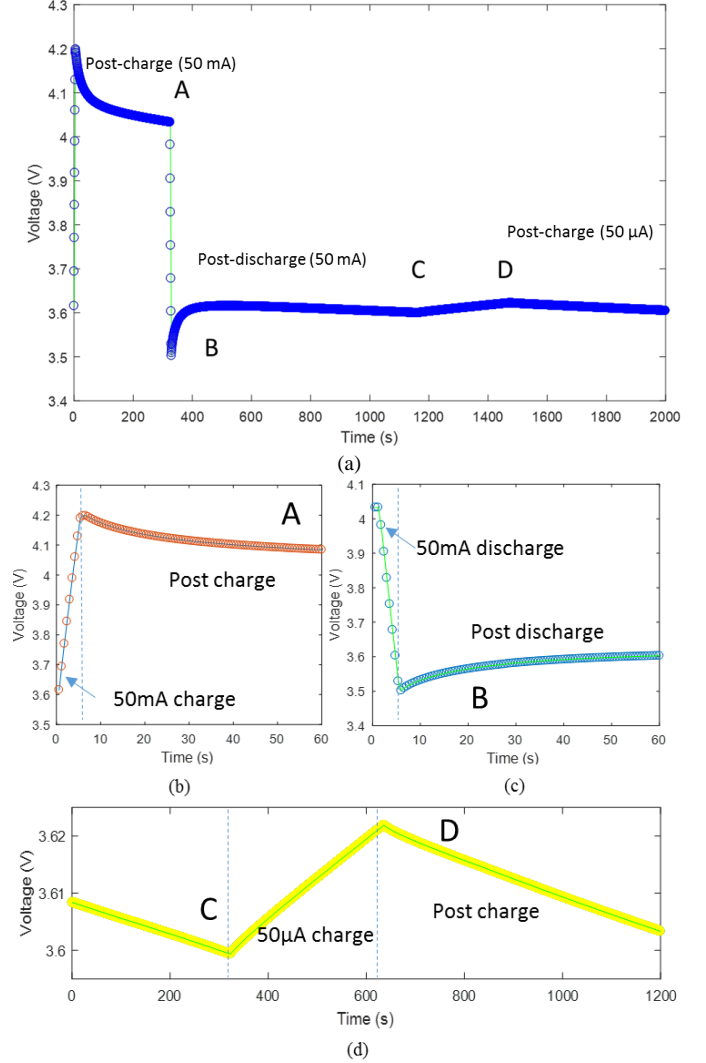 4.3
4.2
4.1
4
3.9
3.8
3.7
3.6
3.5
3.4
Voltage (V)
Post-charge (50 mA)
A
Post-discharge (50 mA)
B
C
D
Post-charge (50 µA)
0 200 400 600 800 1000 1200 1400 1600 1800 2000
Time (s)
(a)
4.3
4.2
4.1
4
3.9
3.8
3.7
3.6
3.5
Voltage (V)
A
Post charge
50mA charge
0 10 20 30 40 50 60
Time (s)
(b)
4.1
4
3.9
3.8
3.7
3.6
3.5
3.4
Voltage (V)
50mA discharge
Post discharge
B
0 10 20 30 40 50 60
Time (s)
(c)
3.62
3.61
3.6
Voltage (V)
C
50µA charge
D
Post charge
0 200 400 600 800 1000 1200
Time (s)
(d)